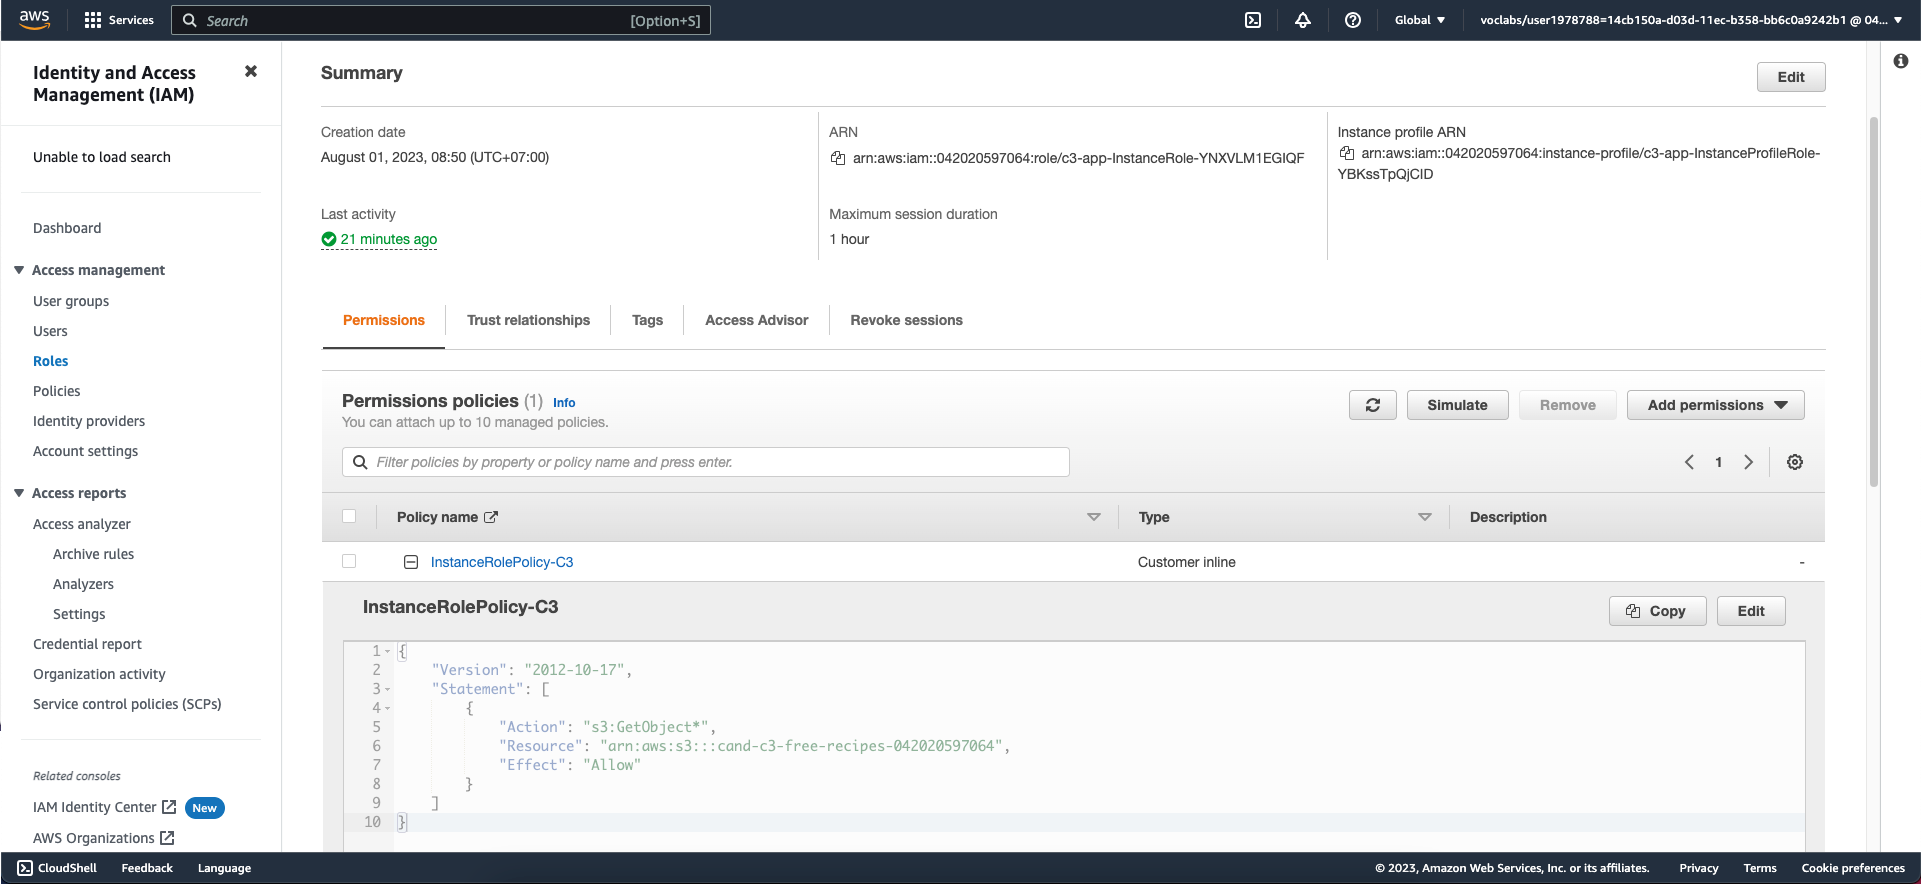 aws
Services
Search [Option+S]
Global
voclabs/user1978788=14cb150a-d03d-11ec-b358-bb6c0a9242b1 @ 04...
Identity and Access
Management (IAM)
Unable to load search
Dashboard
Access management
User groups
Users
Roles
Policies
Identity providers
Account settings
Access reports
Access analyzer
Archive rules
Analyzers
Settings
Credential report
Organization activity
Service control policies (SCPs)
Related consoles
IAM Identity Center New
AWS Organizations
Summary
Edit
Creation date
August 01, 2023, 08:50 (UTC+07:00)
ARN
arn:aws:iam::042020597064:role/c3-app-InstanceRole-YNXVLM1EGIQF
Instance profile ARN
arn:aws:iam::042020597064:instance-profile/c3-app-InstanceProfileRole-
YBKssTpQjCID
Last activity
21 minutes ago
Maximum session duration
1 hour
Permissions
Trust relationships
Tags
Access Advisor
Revoke sessions
Permissions policies (1) Info
You can attach up to 10 managed policies.
Simulate
Remove
Add permissions
Filter policies by property or policy name and press enter.
1
Policy name
Type
Description
InstanceRolePolicy-C3
Customer inline
-
InstanceRolePolicy-C3
Copy
Edit
1 {
2 "Version": "2012-10-17",
3 "Statement": [
4 {
5 "Action": "s3:GetObject*",
6 "Resource": "arn:aws:s3:::cand-c3-free-recipes-042020597064",
7 "Effect": "Allow"
8 }
9 ]
10 }
CloudShell
Feedback
Language
© 2023, Amazon Web Services, Inc. or its affiliates.
Privacy
Terms
Cookie preferences